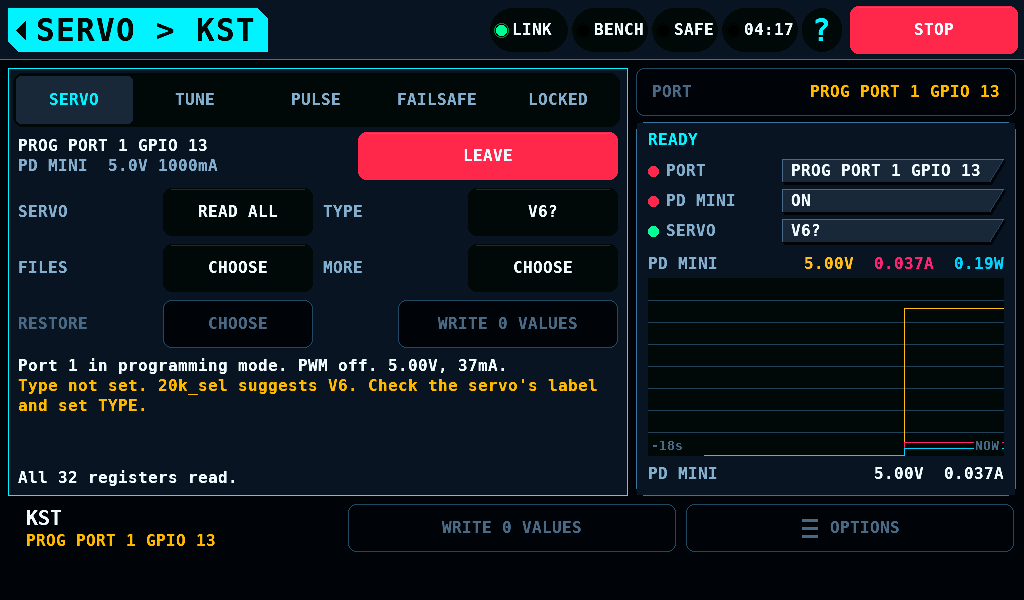 SERVO > KST
LINK
BENCH
SAFE
04:17
?
STOP
SERVO TUNE PULSE FAILSAFE LOCKED
PROG PORT 1 GPIO 13
PD MINI 5.0V 1000mA
LEAVE
SERVO READ ALL TYPE V6?
FILES CHOOSE MORE CHOOSE
RESTORE CHOOSE WRITE 0 VALUES
Port 1 in programming mode. PWM off. 5.00V, 37mA.
Type not set. 20k_sel suggests V6. Check the servo's label
and set TYPE.
All 32 registers read.
PORT PROG PORT 1 GPIO 13
READY
PORT PROG PORT 1 GPIO 13
PD MINI ON
SERVO V6?
PD MINI 5.00V 0.037A 0.19W
-18s NOW
PD MINI 5.00V 0.037A
KST
PROG PORT 1 GPIO 13
WRITE 0 VALUES
OPTIONS